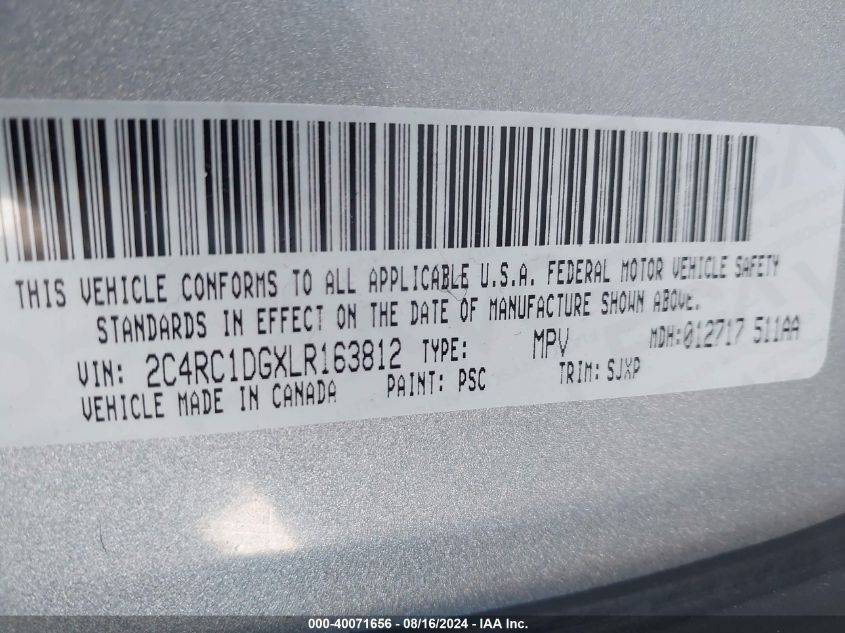 THIS VEHICLE CONFORMS TO ALL APPLICABLE U.S.A. FEDERAL MOTOR VEHICLE SAFETY
STANDARDS IN EFFECT ON THE DATE OF MANUFACTURE SHOWN ABOVE.
VIN: 2C4RC1DGXLR163812 TYPE: MPV MDH:012717 511AA
VEHICLE MADE IN CANADA PAINT: PSC TRIM: SJXP
000-40071656 - 08/16/2024 - IAA Inc.